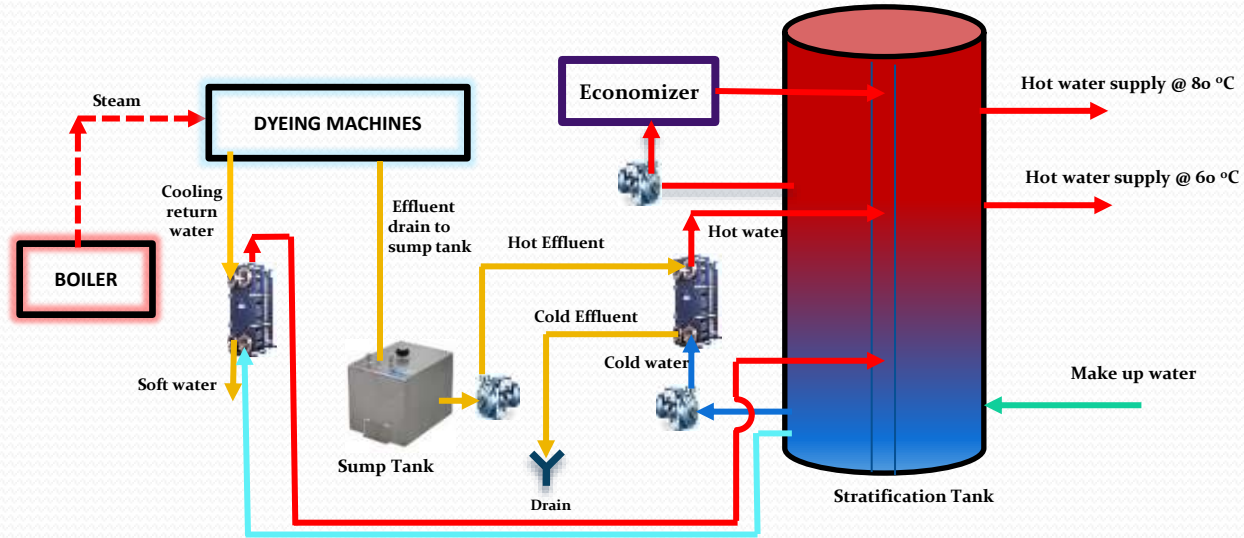 Steam
DYEING MACHINES
Economizer
Hot water supply @ 80 ºC
Hot water supply @ 60 ºC
Cooling
return
water
Effluent
drain to
sump tank
Hot Effluent
Hot water
BOILER
Cold Effluent
Cold water
Soft water
Make up water
Sump Tank
Drain
Stratification Tank